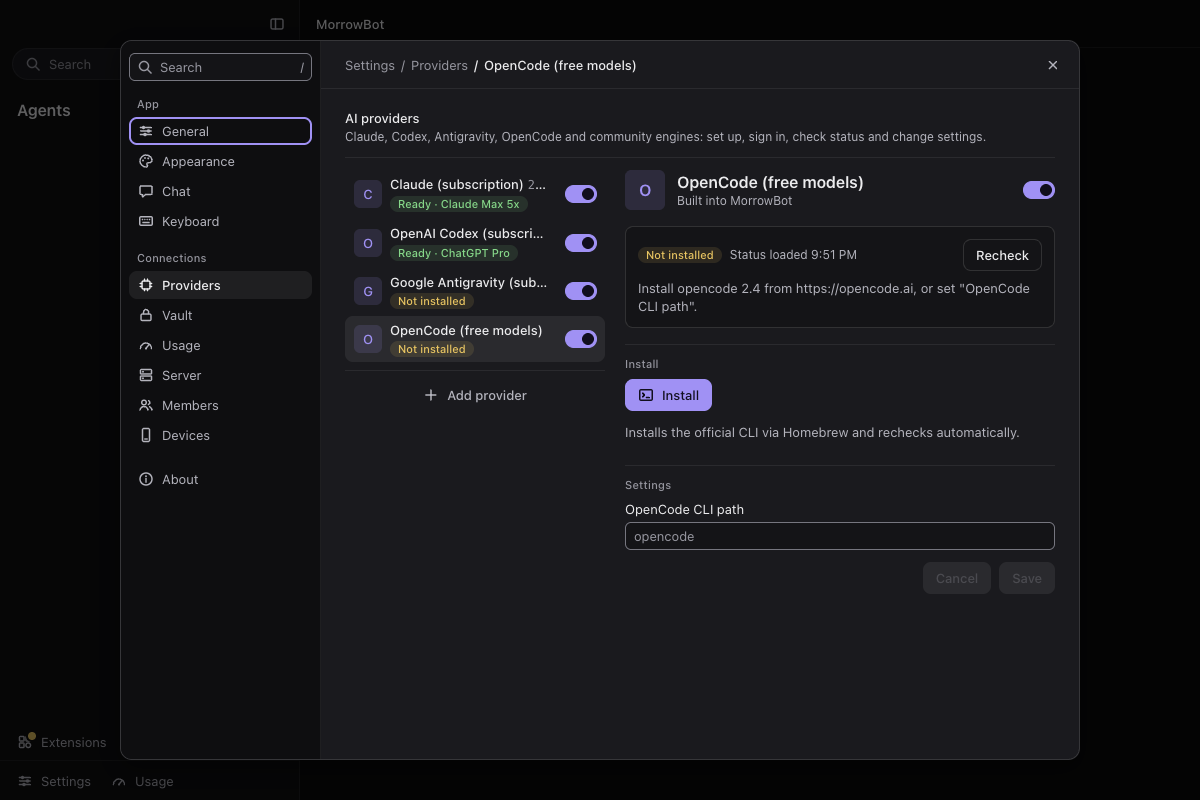 MorrowBot
Search
Agents
Extensions
Settings
Usage
Search /
App
General
Appearance
Chat
Keyboard
Connections
Providers
Vault
Usage
Server
Members
Devices
About
Settings / Providers / OpenCode (free models)
AI providers
Claude, Codex, Antigravity, OpenCode and community engines: set up, sign in, check status and change settings.
C
Claude (subscription) 2...
Ready · Claude Max 5x
O
OpenAI Codex (subscri...
Ready · ChatGPT Pro
G
Google Antigravity (sub...
Not installed
O
OpenCode (free models)
Not installed
Add provider
O
OpenCode (free models)
Built into MorrowBot
Not installed Status loaded 9:51 PM
Recheck
Install opencode 2.4 from https://opencode.ai, or set "OpenCode
CLI path".
Install
Install
Installs the official CLI via Homebrew and rechecks automatically.
Settings
OpenCode CLI path
opencode
Cancel
Save